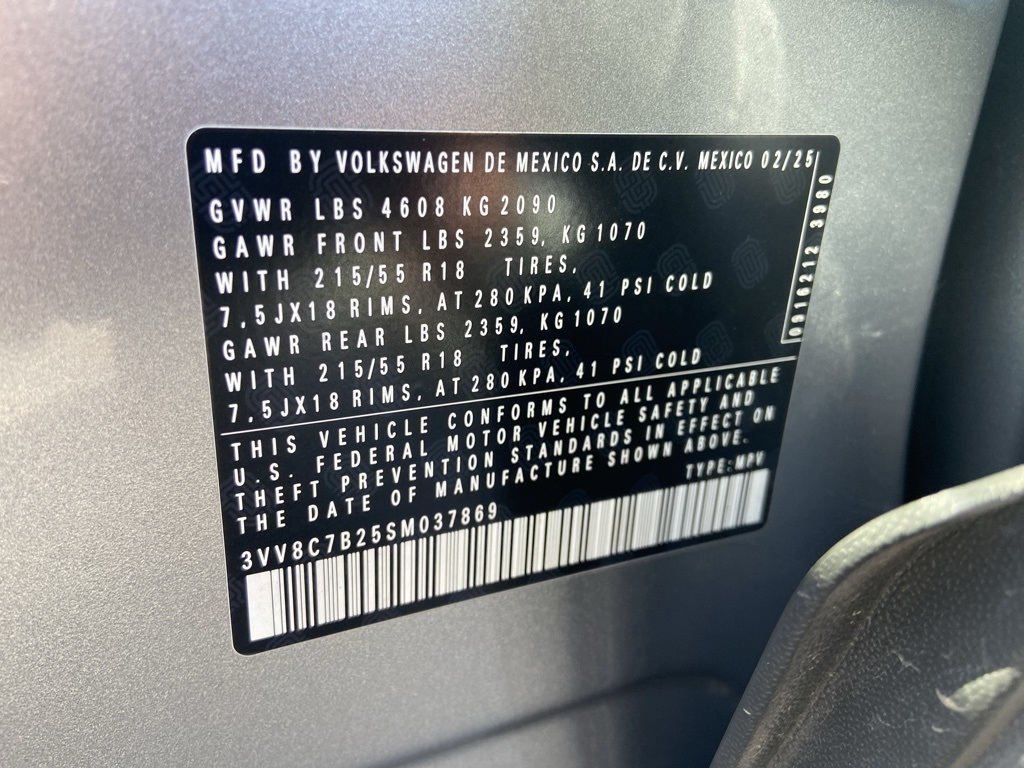 MFD BY VOLKSWAGEN DE MEXICO S.A. DE C.V. MEXICO 02/25
GVWR LBS 4608 KG 2090
GAWR FRONT LBS 2359, KG 1070
WITH 215/55 R18 TIRES,
7,5JX18 RIMS, AT 280 KPA, 41 PSI COLD
GAWR REAR LBS 2359, KG 1070
WITH 215/55 R18 TIRES,
7,5JX18 RIMS, AT 280 KPA, 41 PSI COLD
0916212 3980
THIS VEHICLE CONFORMS TO ALL APPLICABLE
U.S. FEDERAL MOTOR VEHICLE SAFETY AND
THEFT PREVENTION STANDARDS IN EFFECT ON
THE DATE OF MANUFACTURE SHOWN ABOVE.
3VV8C7B25SM037869 TYPE:MPV